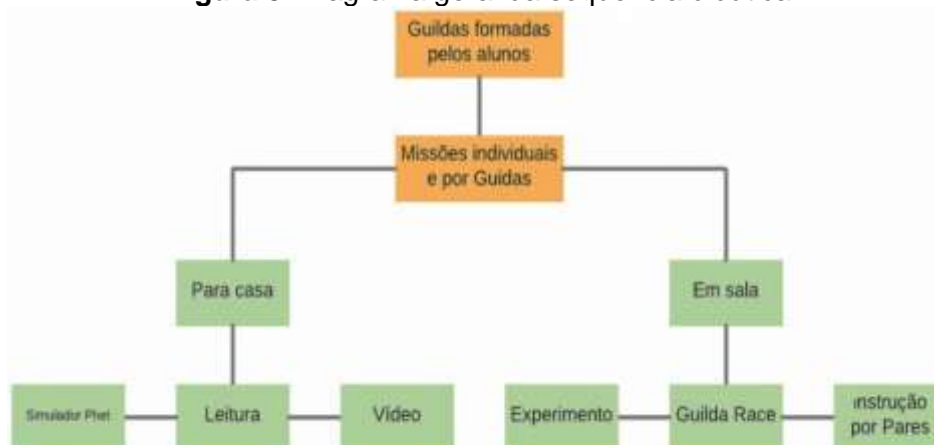 Guildas formadas
pelos alunos
Missões individuais
e por Guidas
Para casa
Em sala
Simulador Phet
Leitura
Vídeo
Experimento
Guilda Race
instrução
por Pares